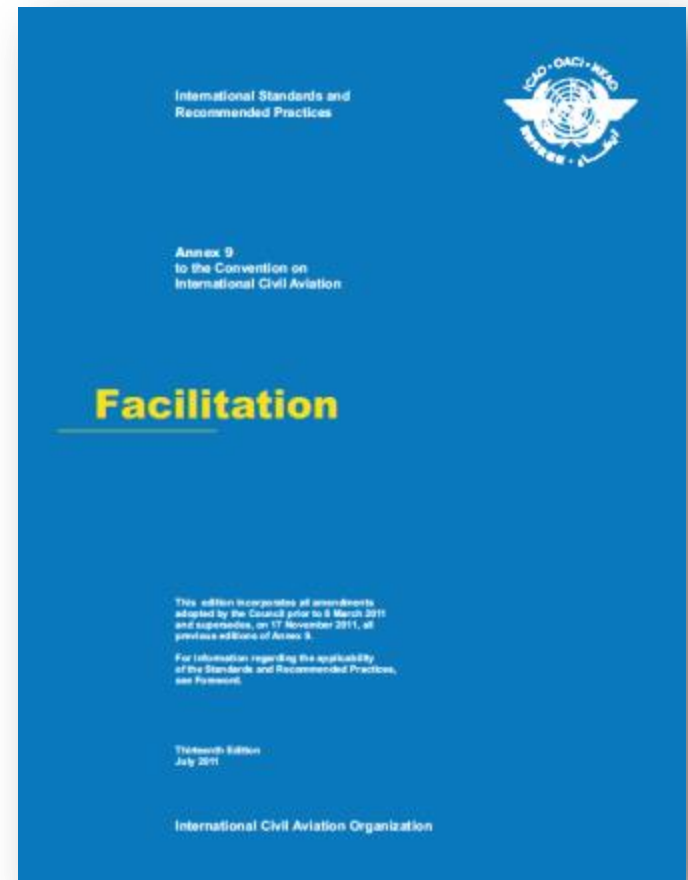 International Standards and
Recommended Practices
ICAO · OACI · ИКАО
Annex 9
to the Convention on
International Civil Aviation
Facilitation
This edition incorporates all amendments
adopted by the Council prior to 8 March 2011
and supersedes, on 17 November 2011, all
previous editions of Annex 9.
For information regarding the applicability
of the Standards and Recommended Practices,
see Foreword.
Thirteenth Edition
July 2011
International Civil Aviation Organization